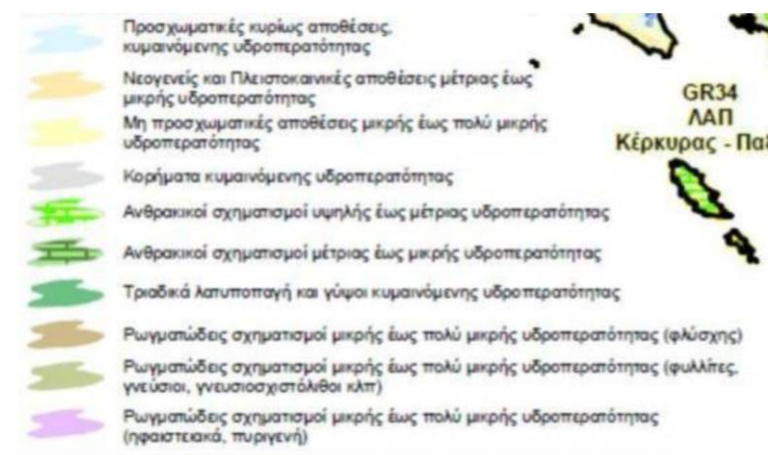 Προσχωματικές κυρίως αποθέσεις,
κυμαινόμενης υδροπερατότητας
Νεογενείς και Πλειστοκαινικές αποθέσεις μέτριας έως
μικρής υδροπερατότητας
Μη προσχωματικές αποθέσεις μικρής έως πολύ μικρής
υδροπερατότητας
Κορήματα κυμαινόμενης υδροπερατότητας
Ανθρακικοί σχηματισμοί υψηλής έως μέτριας υδροπερατότητας
Ανθρακικοί σχηματισμοί μέτριας έως μικρής υδροπερατότητας
Τριαδικά λατυποπαγή και γύψοι κυμαινόμενης υδροπερατότητας
Ρωγματώδεις σχηματισμοί μικρής έως πολύ μικρής υδροπερατότητας (φλύσχης)
Ρωγματώδεις σχηματισμοί μικρής έως πολύ μικρής υδροπερατότητας (φυλλίτες,
γνεύσιοι, γνευσιοσχιστόλιθοι κλπ)
Ρωγματώδεις σχηματισμοί μικρής έως πολύ μικρής υδροπερατότητας
(ηφαιστειακά, πυριγενή)
GR34
ΛΑΠ
Κέρκυρας - Παξ